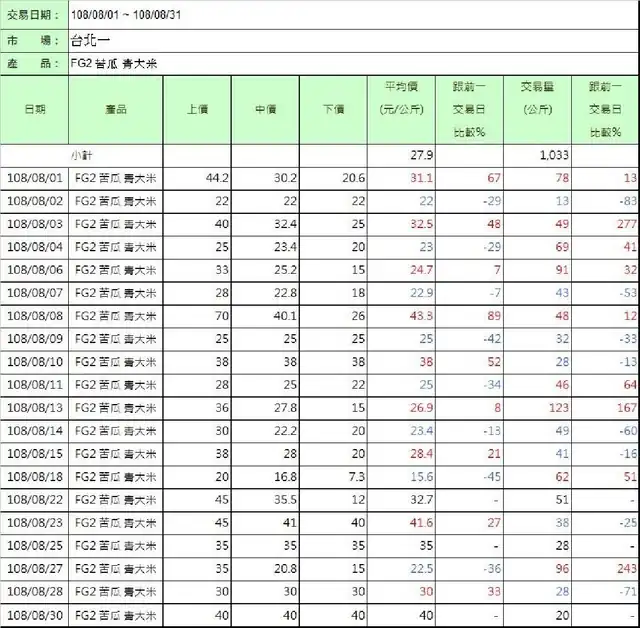 交易日期： 108/08/01 ~ 108/08/31
市 場： 台北一
產 品： FG2 苦瓜 青大米
日期 產品 上價 中價 下價 平均價 (元/公斤) 跟前一 交易日 比較% 交易量 (公斤) 跟前一 交易日 比較%
小計 27.9 1,033
108/08/01 FG2 苦瓜 青大米 44.2 30.2 20.6 31.1 67 78 13
108/08/02 FG2 苦瓜 青大米 22 22 22 22 -29 13 -83
108/08/03 FG2 苦瓜 青大米 40 32.4 25 32.5 48 49 277
108/08/04 FG2 苦瓜 青大米 25 23.4 20 23 -29 69 41
108/08/06 FG2 苦瓜 青大米 33 25.2 15 24.7 7 91 32
108/08/07 FG2 苦瓜 青大米 28 22.8 18 22.9 -7 43 -53
108/08/08 FG2 苦瓜 青大米 70 40.1 26 43.3 89 48 12
108/08/09 FG2 苦瓜 青大米 25 25 25 25 -42 32 -33
108/08/10 FG2 苦瓜 青大米 38 38 38 38 52 28 -13
108/08/11 FG2 苦瓜 青大米 28 25 22 25 -34 46 64
108/08/13 FG2 苦瓜 青大米 36 27.8 15 26.9 8 123 167
108/08/14 FG2 苦瓜 青大米 30 22.2 20 23.4 -13 49 -60
108/08/15 FG2 苦瓜 青大米 38 28 20 28.4 21 41 -16
108/08/18 FG2 苦瓜 青大米 20 16.8 7.3 15.6 -45 62 51
108/08/22 FG2 苦瓜 青大米 45 35.5 12 32.7 - 51 -
108/08/23 FG2 苦瓜 青大米 45 41 40 41.6 27 38 -25
108/08/25 FG2 苦瓜 青大米 35 35 35 35 - 28 -
108/08/27 FG2 苦瓜 青大米 35 20.8 15 22.5 -36 96 243
108/08/28 FG2 苦瓜 青大米 30 30 30 30 33 28 -71
108/08/30 FG2 苦瓜 青大米 40 40 40 40 - 20 -